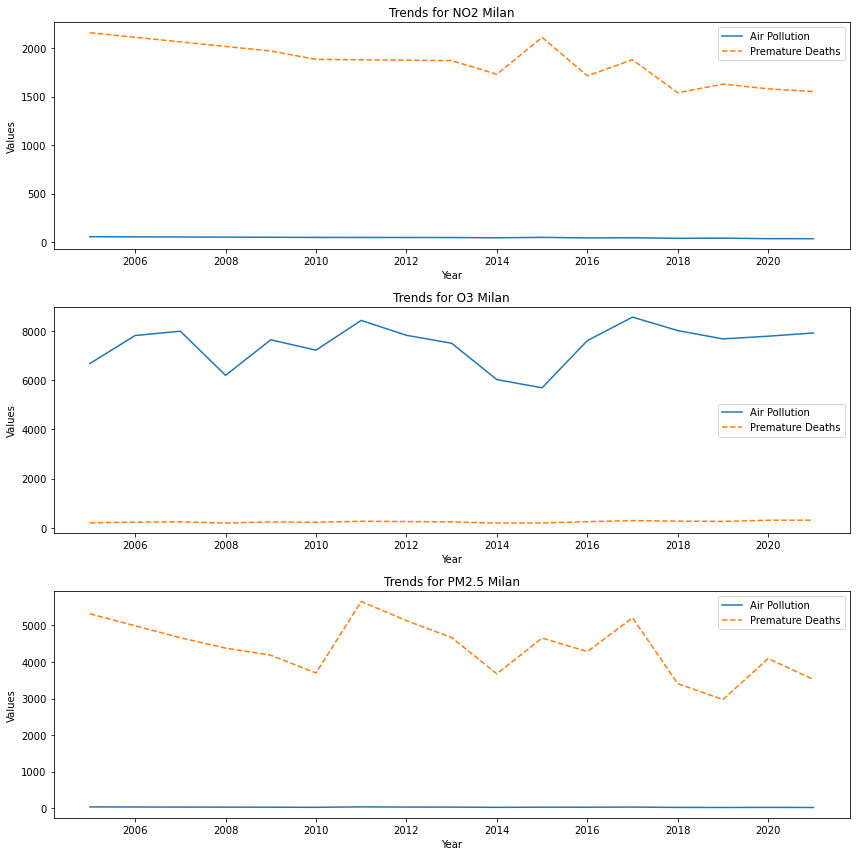 Trends for NO2 Milan
Air Pollution
Premature Deaths
Values
2000
1500
1000
500
0
2006 2008 2010 2012 2014 2016 2018 2020
Year
Trends for O3 Milan
Air Pollution
Premature Deaths
Values
8000
6000
4000
2000
0
2006 2008 2010 2012 2014 2016 2018 2020
Year
Trends for PM2.5 Milan
Air Pollution
Premature Deaths
Values
5000
4000
3000
2000
1000
0
2006 2008 2010 2012 2014 2016 2018 2020
Year